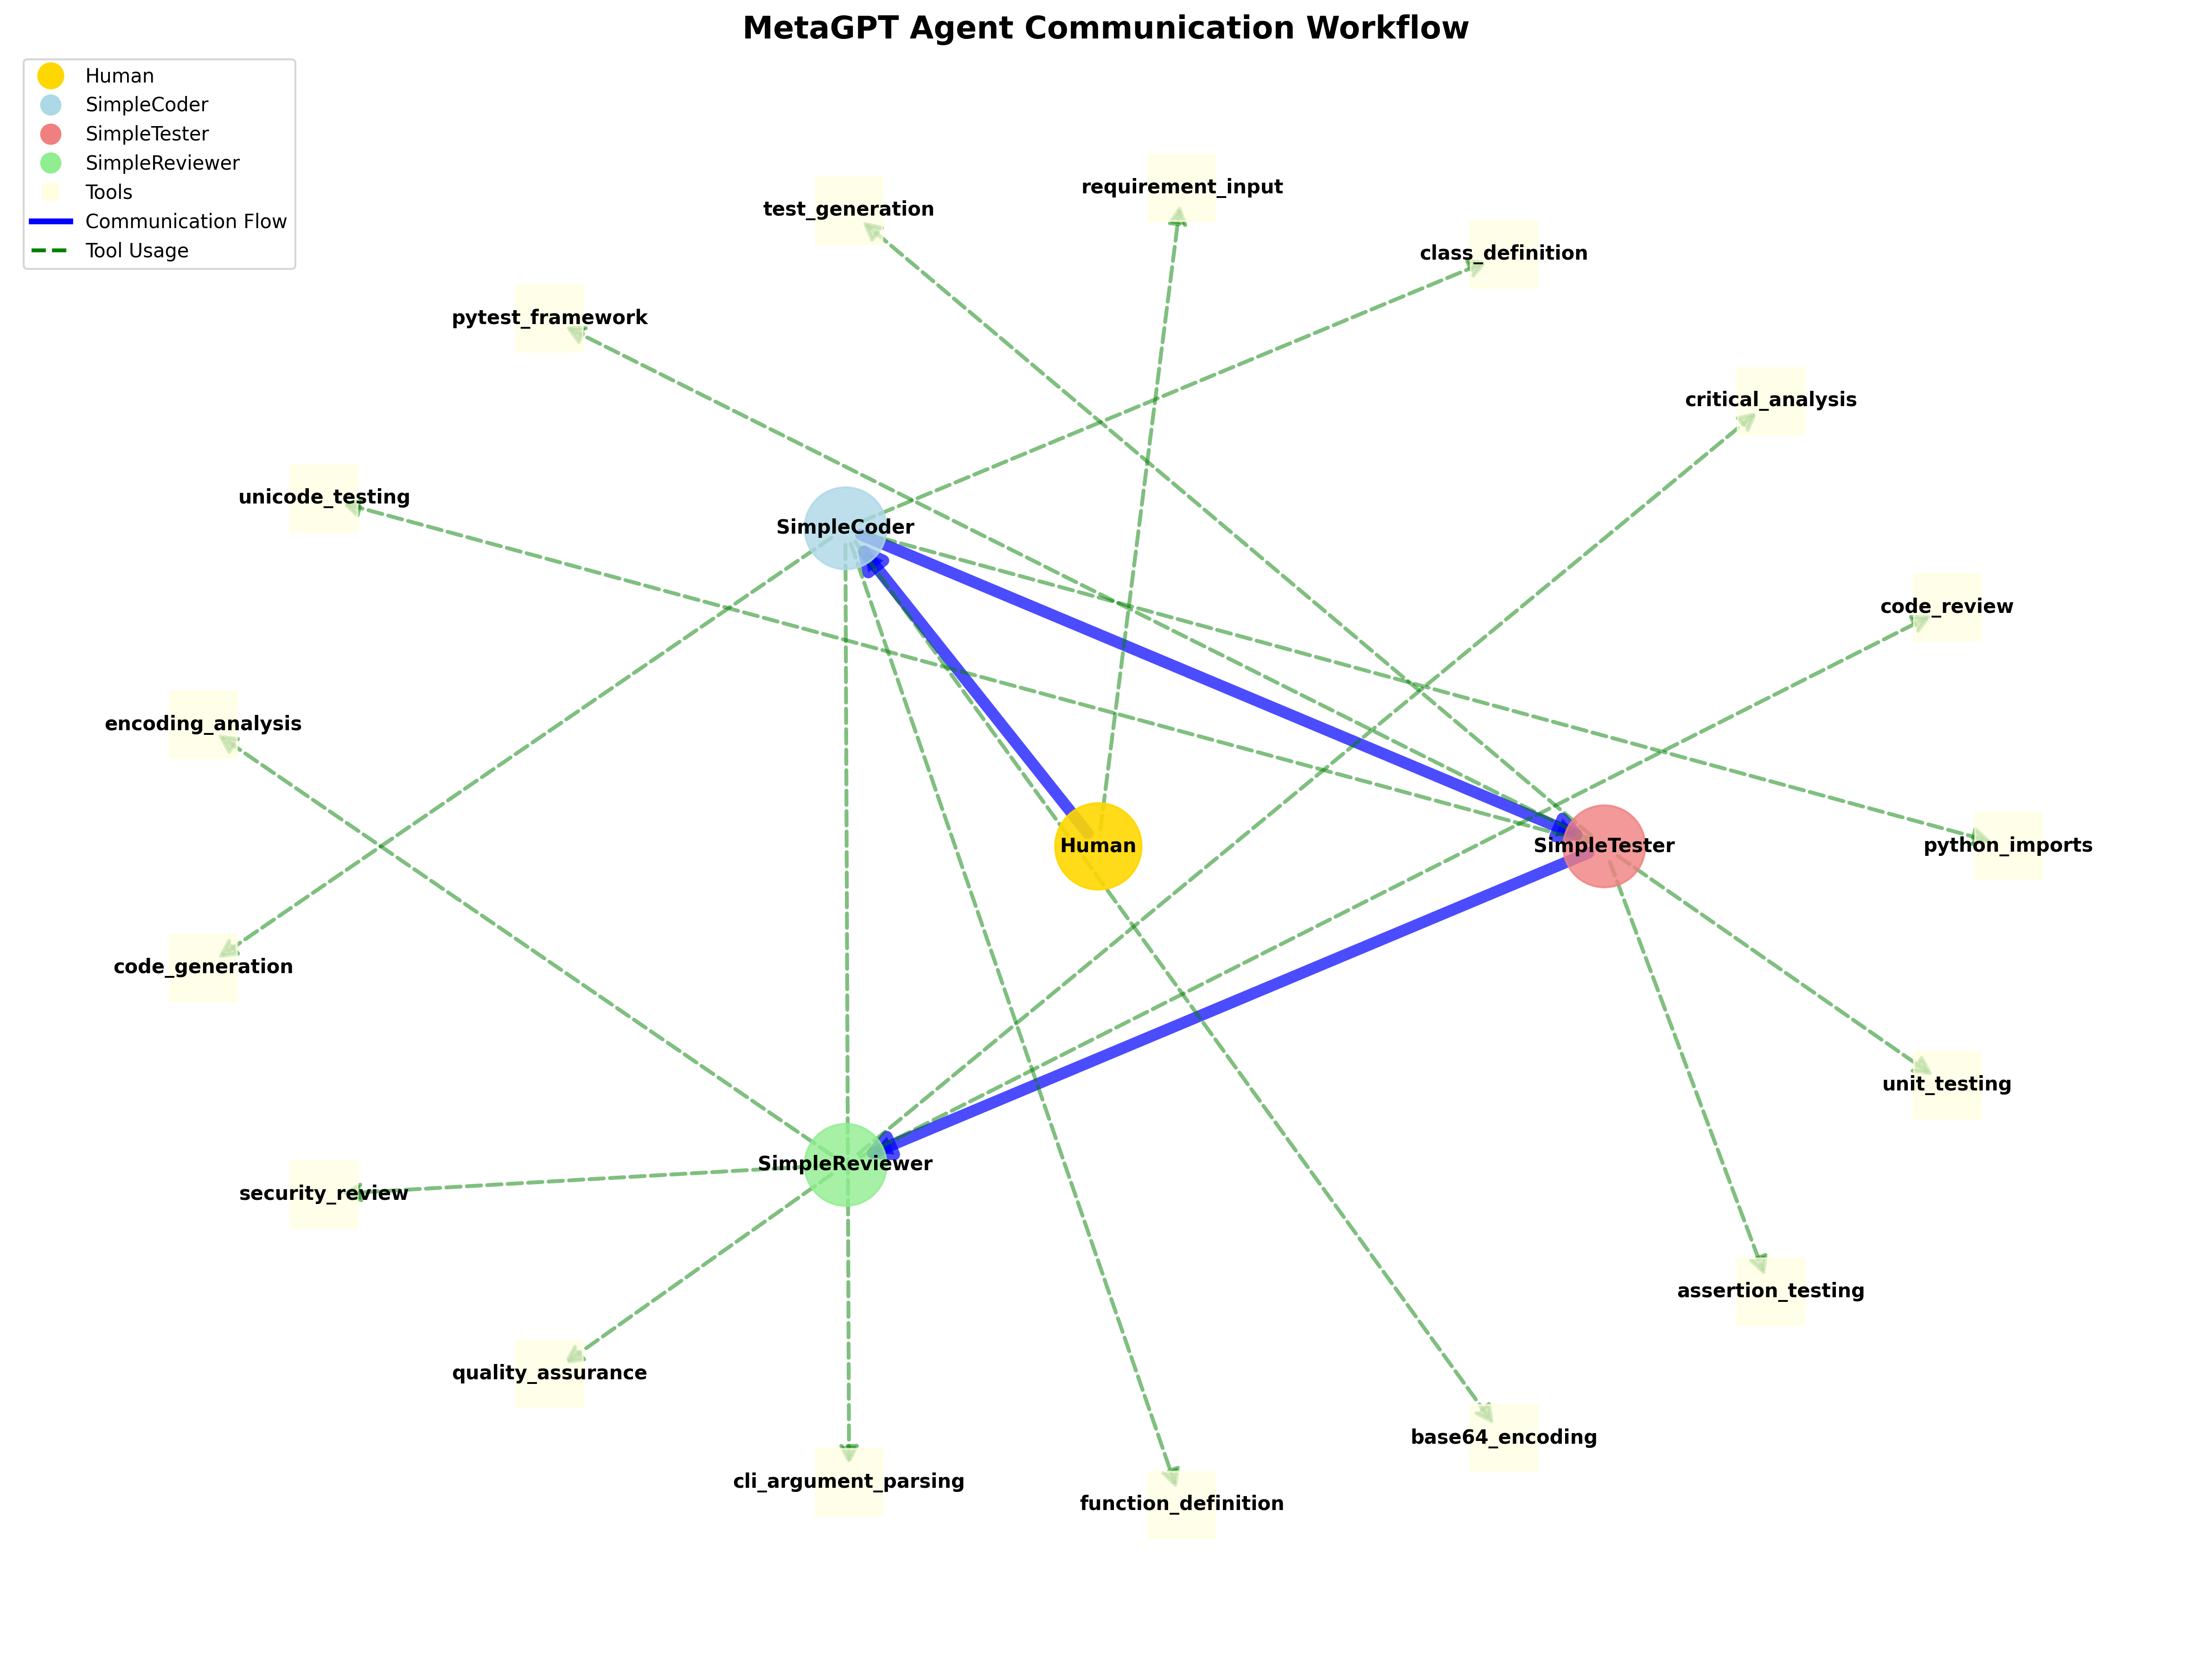 MetaGPT Agent Communication Workflow
Human
SimpleCoder
SimpleTester
SimpleReviewer
Tools
Communication Flow
Tool Usage
requirement_input
test_generation
class_definition
pytest_framework
critical_analysis
unicode_testing
SimpleCoder
code_review
encoding_analysis
Human
SimpleTester
python_imports
code_generation
unit_testing
SimpleReviewer
security_review
assertion_testing
quality_assurance
base64_encoding
cli_argument_parsing
function_definition